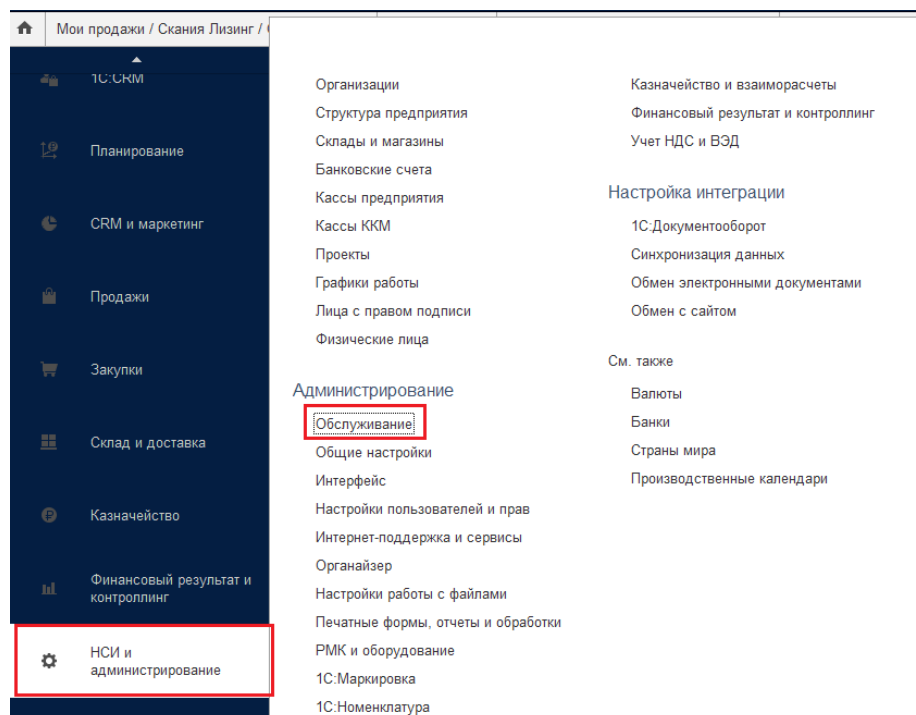 Мои продажи / Скания Лизинг /
1С:CRM
Планирование
CRM и маркетинг
Продажи
Закупки
Склад и доставка
Казначейство
Финансовый результат и
контроллинг
НСИ и
администрирование
Организации
Структура предприятия
Склады и магазины
Банковские счета
Кассы предприятия
Кассы ККМ
Проекты
Графики работы
Лица с правом подписи
Физические лица
Администрирование
Обслуживание
Общие настройки
Интерфейс
Настройки пользователей и прав
Интернет-поддержка и сервисы
Органайзер
Настройки работы с файлами
Печатные формы, отчеты и обработки
РМК и оборудование
1С:Маркировка
1С:Номенклатура
Казначейство и взаиморасчеты
Финансовый результат и контроллинг
Учет НДС и ВЭД
Настройка интеграции
1С:Документооборот
Синхронизация данных
Обмен электронными документами
Обмен с сайтом
См. также
Валюты
Банки
Страны мира
Производственные календари